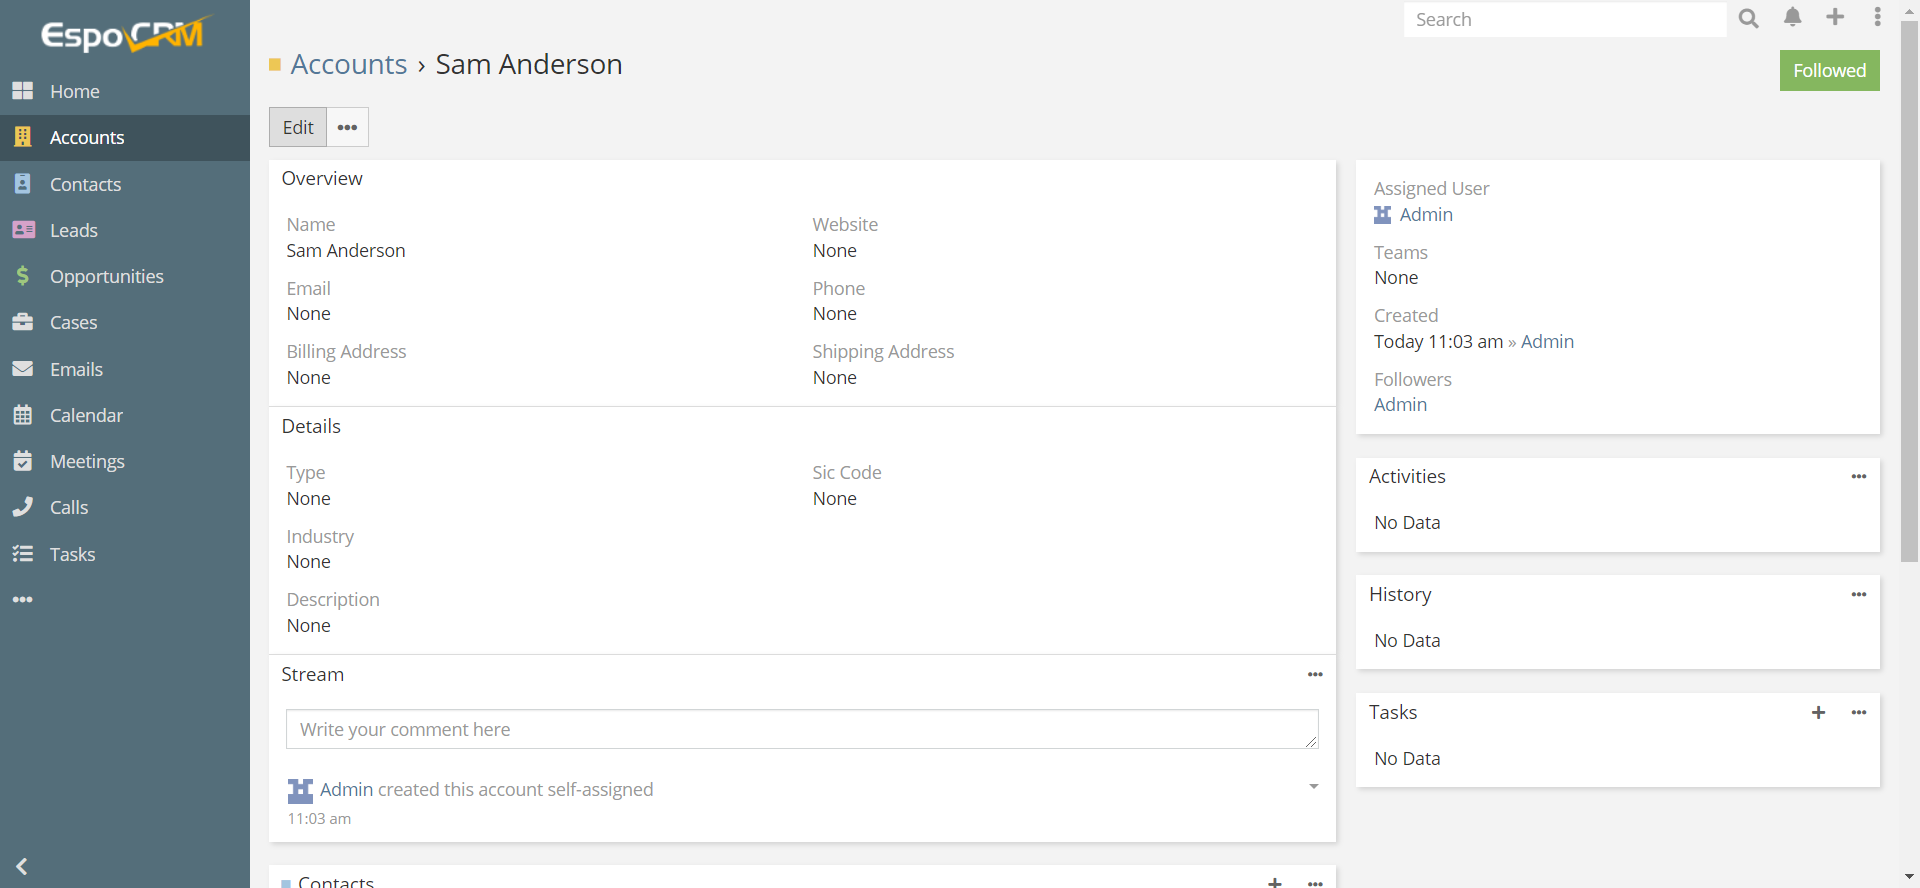 EspoCRM
Home
Accounts
Contacts
Leads
Opportunities
Cases
Emails
Calendar
Meetings
Calls
Tasks
Search
Accounts › Sam Anderson
Followed
Edit
Overview
Name
Sam Anderson
Website
None
Email
None
Phone
None
Billing Address
None
Shipping Address
None
Details
Type
None
Sic Code
None
Industry
None
Description
None
Stream
Write your comment here
Admin created this account self-assigned
11:03 am
Contacts
Assigned User
Admin
Teams
None
Created
Today 11:03 am » Admin
Followers
Admin
Activities
No Data
History
No Data
Tasks
No Data